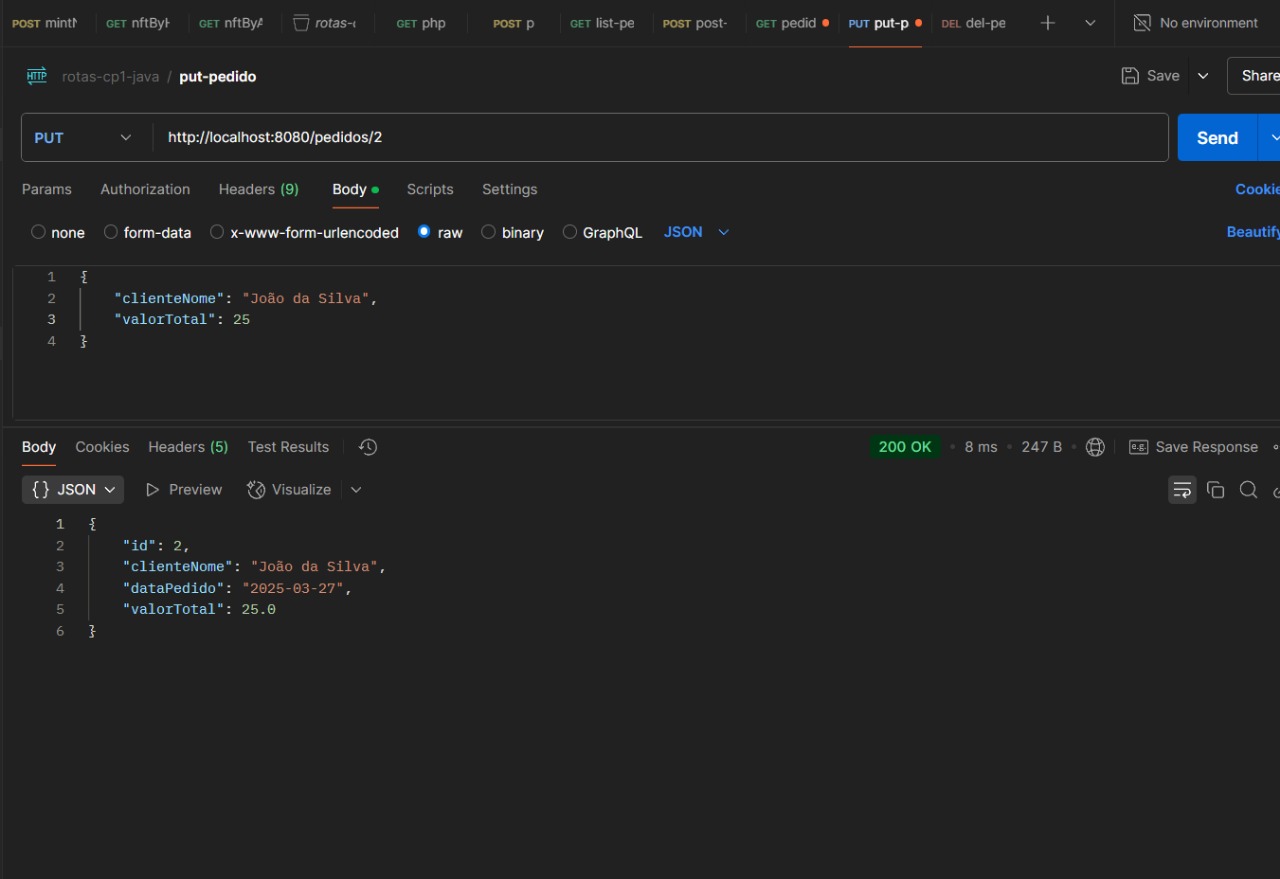 POST mintN GET nftByH GET nftByA rotas-c GET php POST p GET list-pe POST post- GET pedid PUT put-p DEL del-pe No environment
HTTP rotas-cp1-java / put-pedido Save Share
PUT http://localhost:8080/pedidos/2 Send
Params Authorization Headers (9) Body Scripts Settings Cookie
none form-data x-www-form-urlencoded raw binary GraphQL JSON Beautify
1 {
2 "clienteNome": "João da Silva",
3 "valorTotal": 25
4 }
Body Cookies Headers (5) Test Results 200 OK 8 ms 247 B e.g. Save Response
{} JSON Preview Visualize
1 {
2 "id": 2,
3 "clienteNome": "João da Silva",
4 "dataPedido": "2025-03-27",
5 "valorTotal": 25.0
6 }